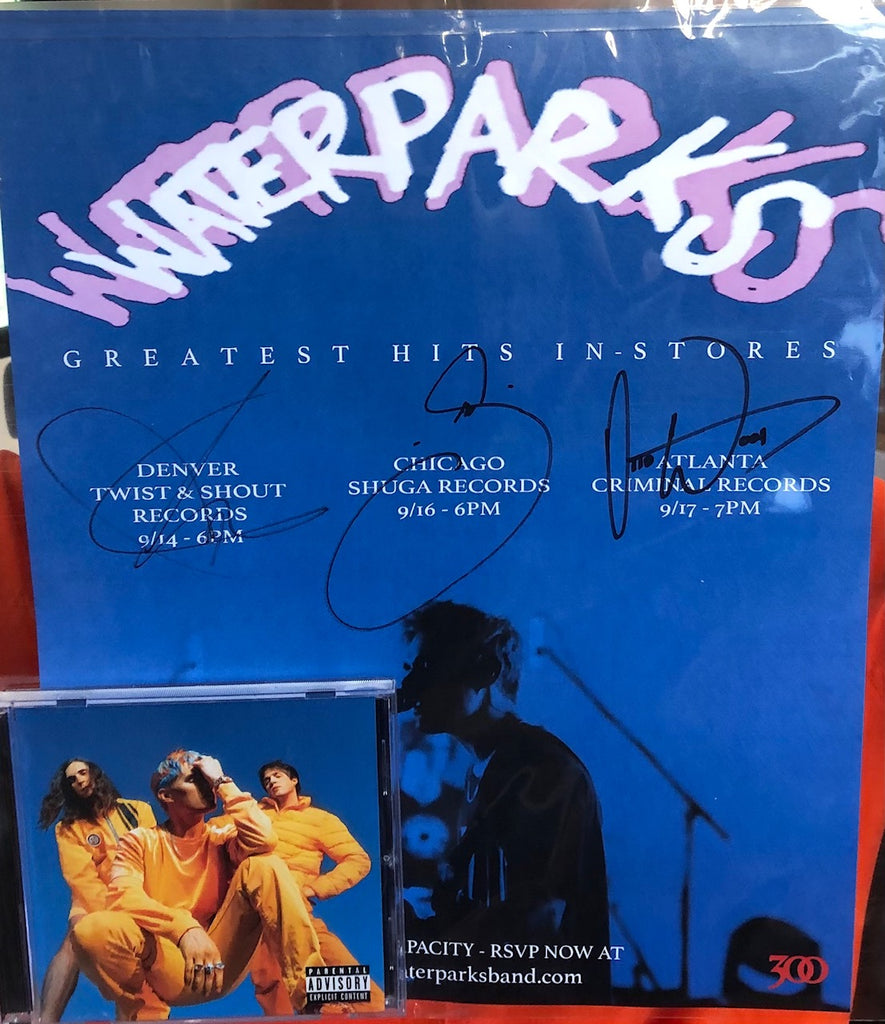 WATERPARKS
GREATEST HITS IN-STORES
DENVER
TWIST & SHOUT
RECORDS
9/14 - 6PM
CHICAGO
SHUGA RECORDS
9/16 - 6PM
ATLANTA
CRIMINAL RECORDS
9/17 - 7PM
PACITY - RSVP NOW AT
aterparksband.com
300
PARENTAL
ADVISORY
EXPLICIT CONTENT